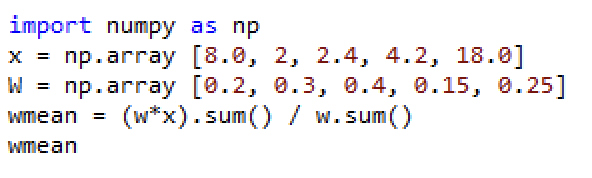 import numpy as np
x = np.array [8.0, 2, 2.4, 4.2, 18.0]
W = np.array [0.2, 0.3, 0.4, 0.15, 0.25]
wmean = (w*x).sum() / w.sum()
wmean